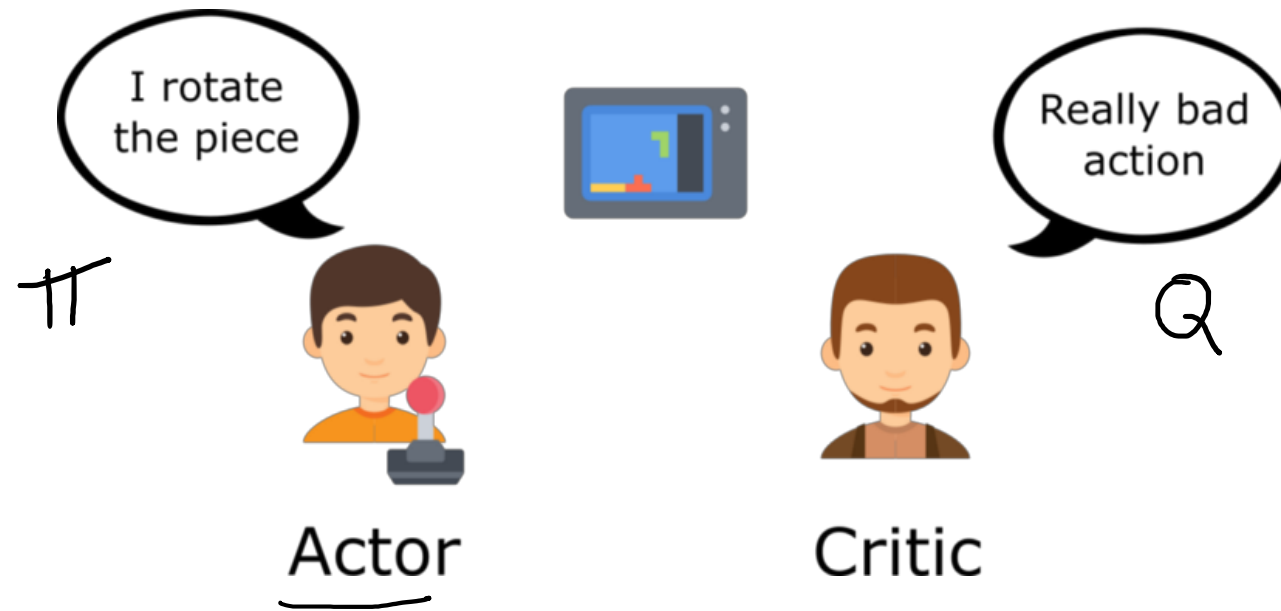 I rotate
the piece
Really bad
action
π
Q
Actor
Critic